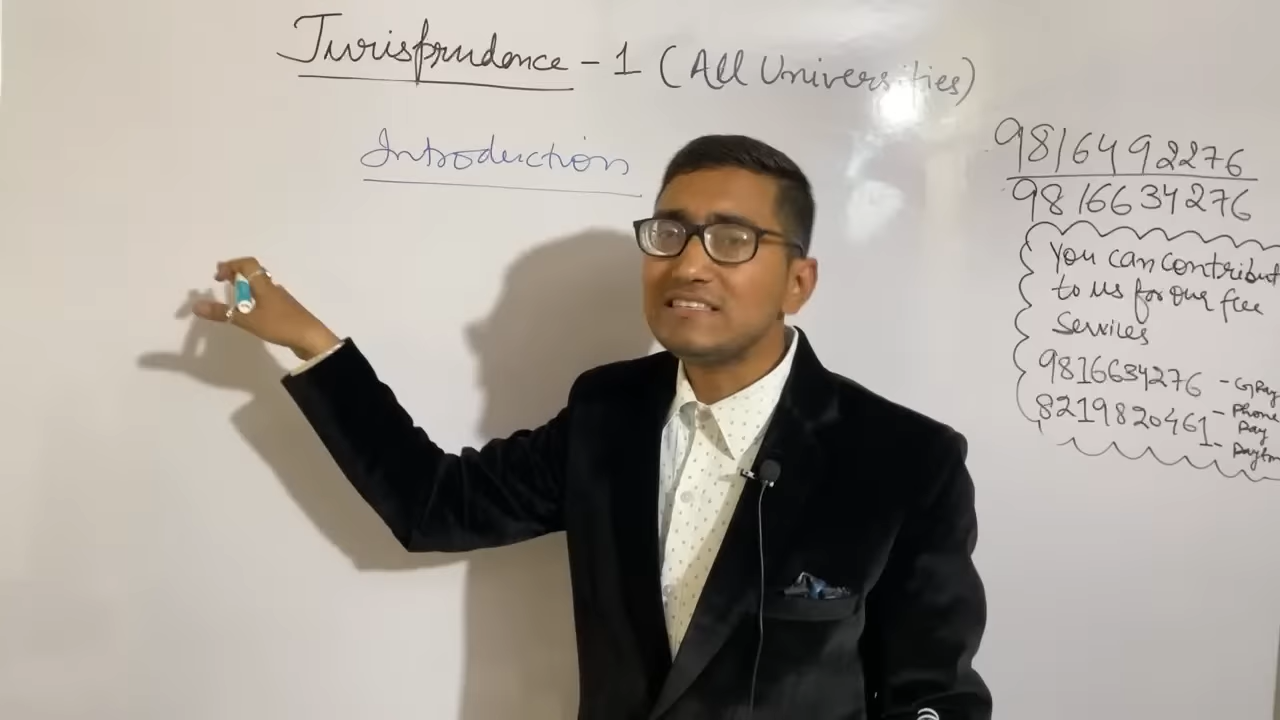 Jurisprudence - 1 (All Universities)
Introduction
9816492276
9816634276
You can contribut
to us for our free
Services
9816634276 - G Pay
8219820461 - Phone
Pay
- Paytm